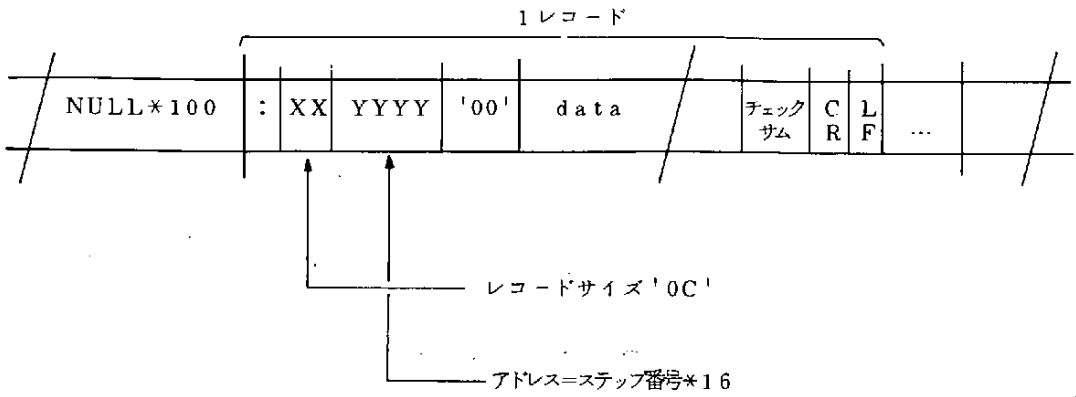 1レコード
NULL*100 : XX YYYY '00' data チェックサム CR LF …
レコードサイズ'0C'
アドレス=ステップ番号*16